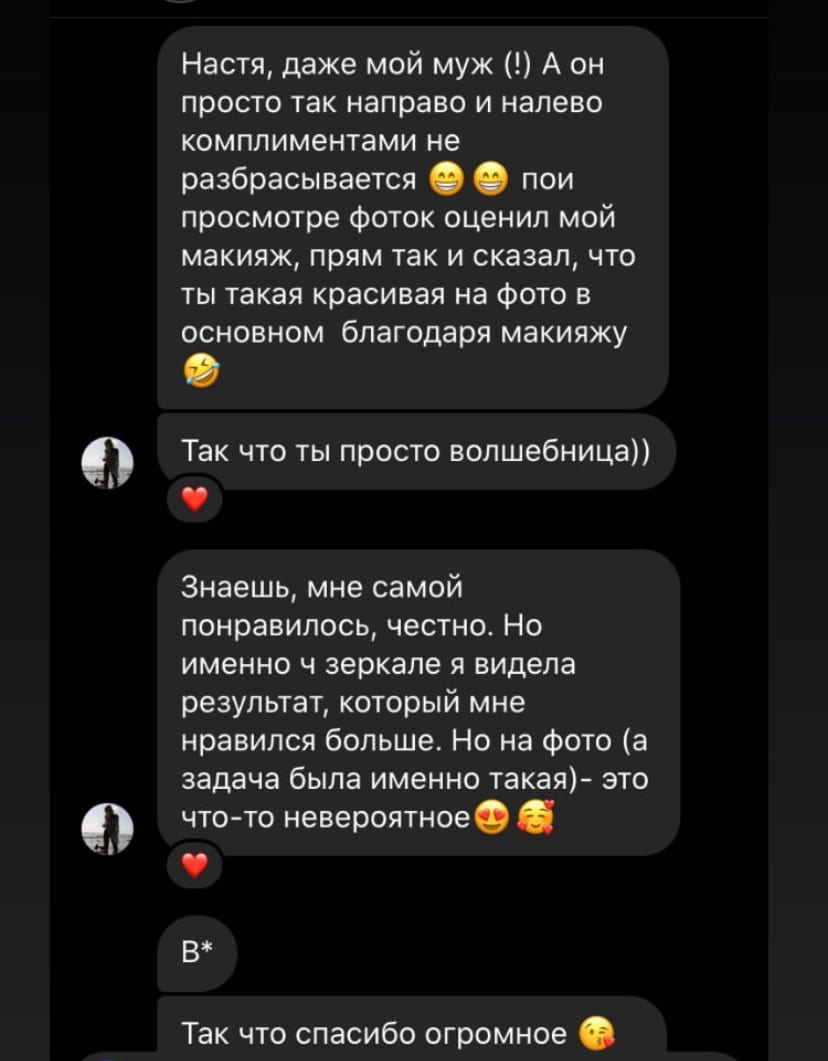 Настя, даже мой муж (!) А он
просто так направо и налево
комплиментами не
разбрасывается 😁😁 пои
просмотре фоток оценил мой
макияж, прям так и сказал, что
ты такая красивая на фото в
основном благодаря макияжу
🤣
Так что ты просто волшебница))
Знаешь, мне самой
понравилось, честно. Но
именно ч зеркале я видела
результат, который мне
нравился больше. Но на фото (а
задача была именно такая)- это
что-то невероятное😍🥰
В*
Так что спасибо огромное 😘